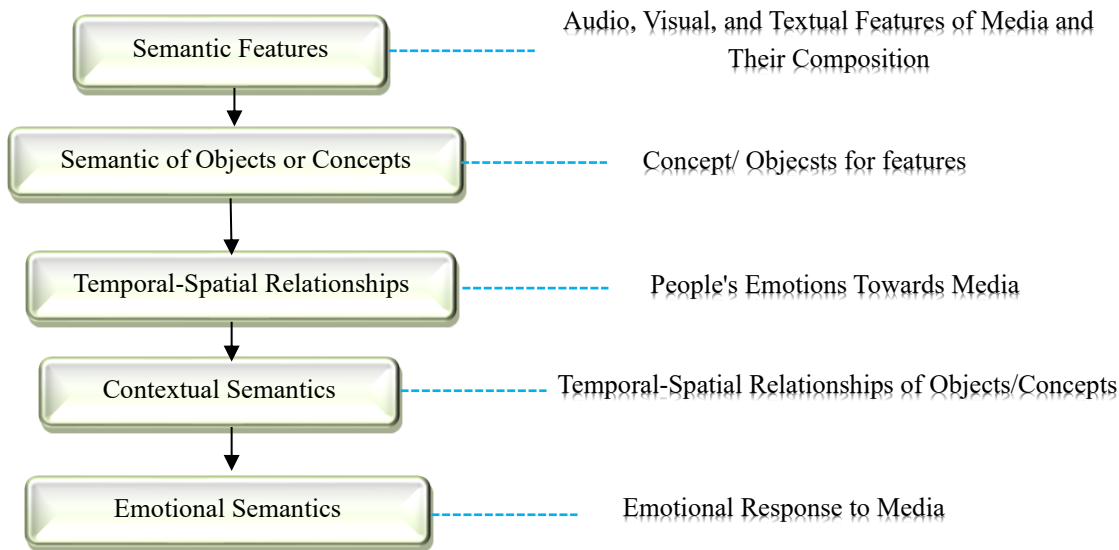 Semantic Features
Audio, Visual, and Textual Features of Media and
Their Composition
Semantic of Objects or Concepts
Concept/ Objecsts for features
Temporal-Spatial Relationships
People's Emotions Towards Media
Contextual Semantics
Temporal-Spatial Relationships of Objects/Concepts
Emotional Semantics
Emotional Response to Media